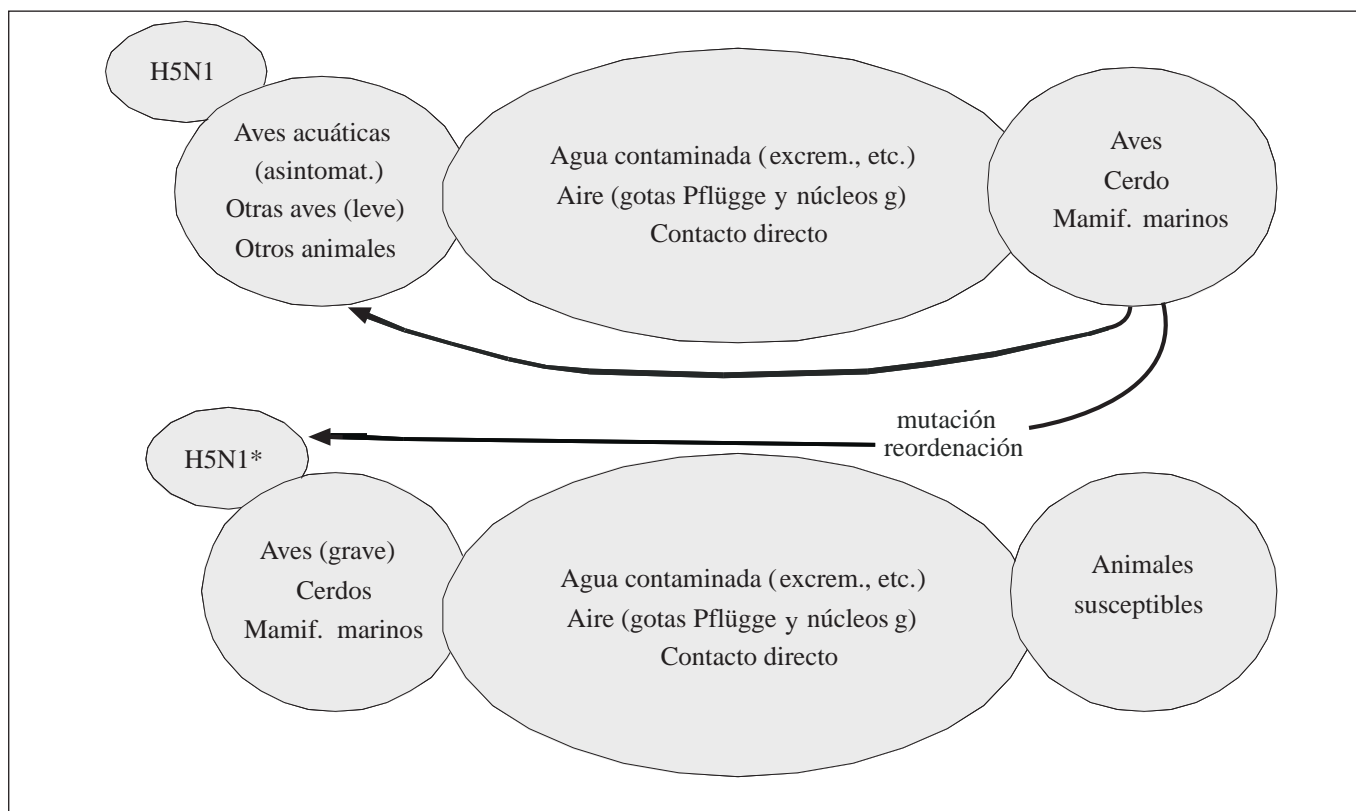 H5N1
Aves acuáticas
(asintomat.)
Otras aves (leve)
Otros animales
Agua contaminada (excrem., etc.)
Aire (gotas Pflügge y núcleos g)
Contacto directo
Aves
Cerdo
Mamif. marinos
mutación
reordenación
H5N1*
Aves (grave)
Cerdos
Mamif. marinos
Agua contaminada (excrem., etc.)
Aire (gotas Pflügge y núcleos g)
Contacto directo
Animales
susceptibles